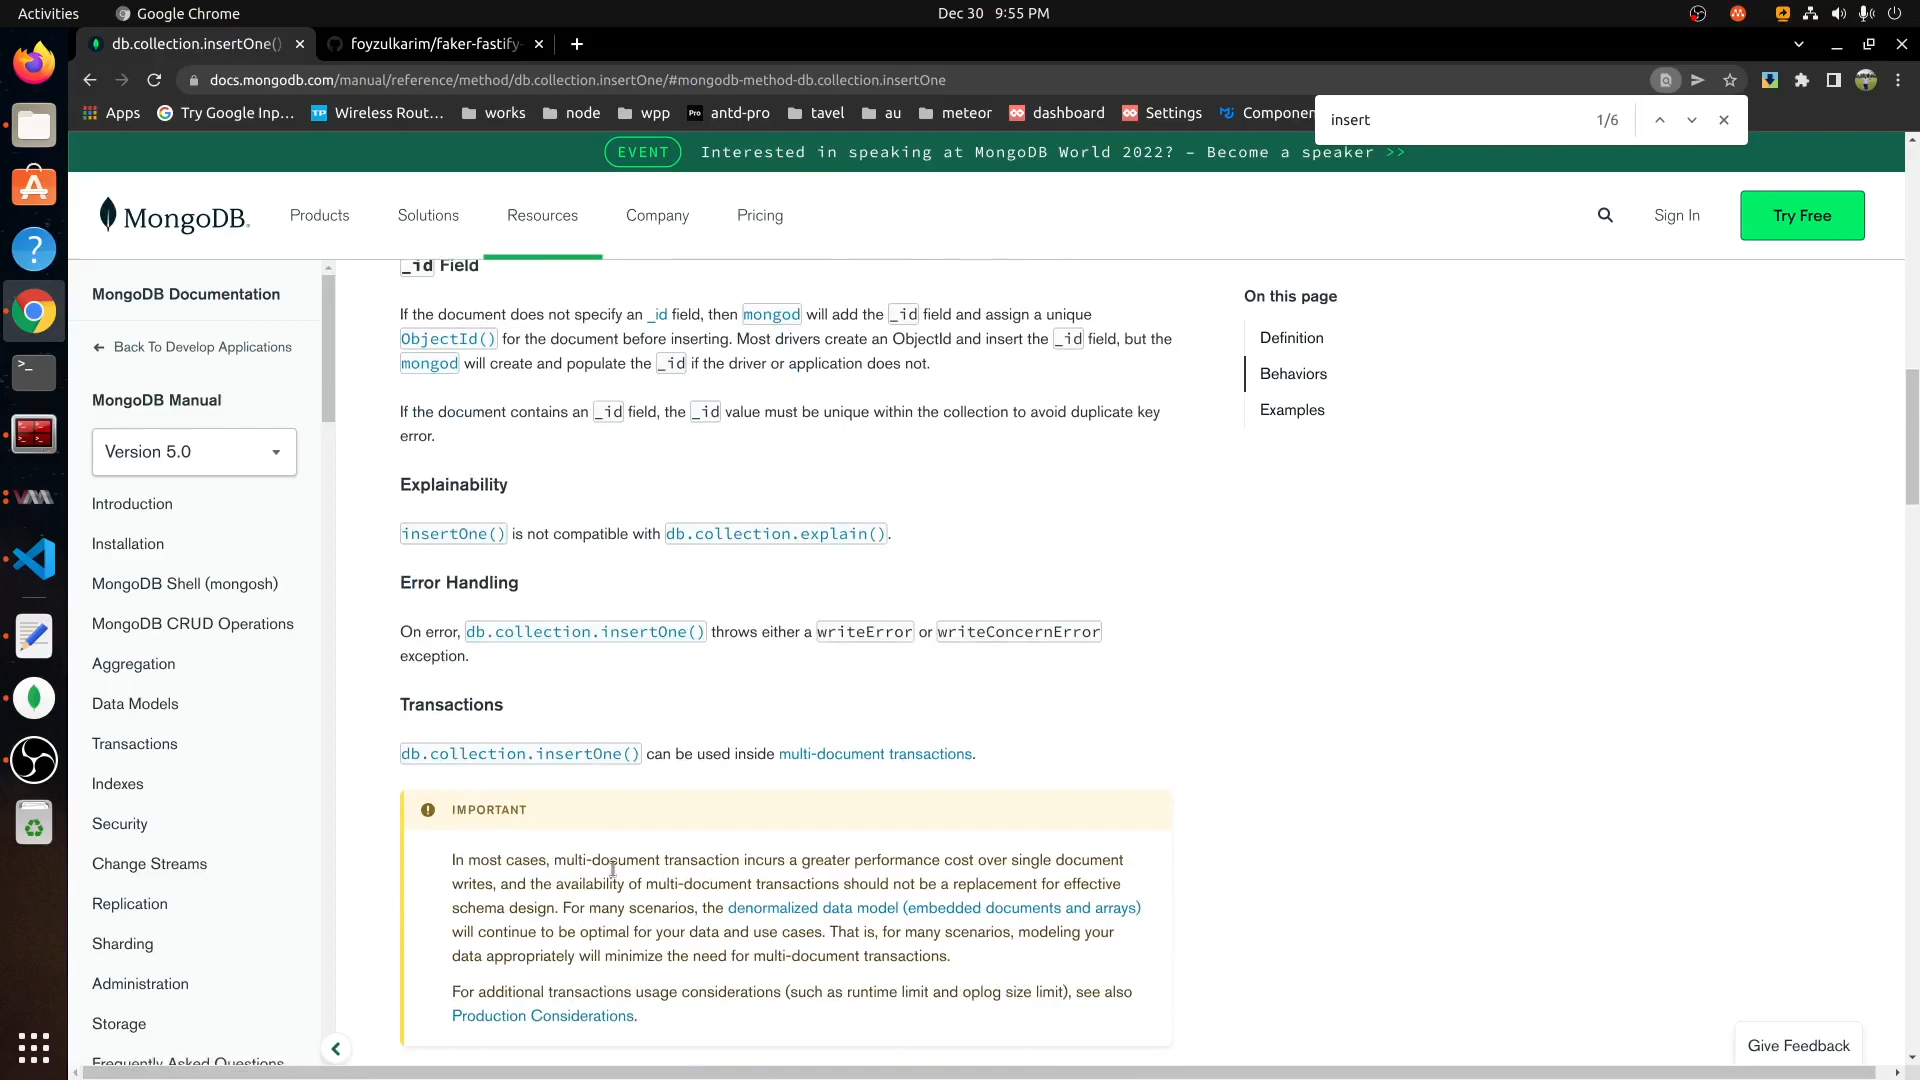 Activities
Google Chrome
Dec 30 9:55 PM
db.collection.insertOne()
foyzulkarim/faker-fastify-
docs.mongodb.com/manual/reference/method/db.collection.insertOne/#mongodb-method-db.collection.insertOne
Apps
Try Google Inp...
Wireless Rout...
works
node
wpp
antd-pro
tavel
au
meteor
dashboard
Settings
insert
1/6
EVENT
Interested in speaking at MongoDB World 2022? – Become a speaker >>
MongoDB.
Products
Solutions
Resources
Company
Pricing
Sign In
Try Free
MongoDB Documentation
Back To Develop Applications
MongoDB Manual
Version 5.0
Introduction
Installation
MongoDB Shell (mongosh)
MongoDB CRUD Operations
Aggregation
Data Models
Transactions
Indexes
Security
Change Streams
Replication
Sharding
Administration
Storage
Frequently Asked Questions
_id Field
If the document does not specify an _id field, then mongod will add the _id field and assign a unique
ObjectId() for the document before inserting. Most drivers create an ObjectId and insert the _id field, but the
mongod will create and populate the _id if the driver or application does not.
If the document contains an _id field, the _id value must be unique within the collection to avoid duplicate key
error.
Explainability
insertOne() is not compatible with db.collection.explain().
Error Handling
On error, db.collection.insertOne() throws either a writeError or writeConcernError
exception.
Transactions
db.collection.insertOne() can be used inside multi-document transactions.
IMPORTANT
In most cases, multi-document transaction incurs a greater performance cost over single document
writes, and the availability of multi-document transactions should not be a replacement for effective
schema design. For many scenarios, the denormalized data model (embedded documents and arrays)
will continue to be optimal for your data and use cases. That is, for many scenarios, modeling your
data appropriately will minimize the need for multi-document transactions.
For additional transactions usage considerations (such as runtime limit and oplog size limit), see also
Production Considerations.
On this page
Definition
Behaviors
Examples
Give Feedback